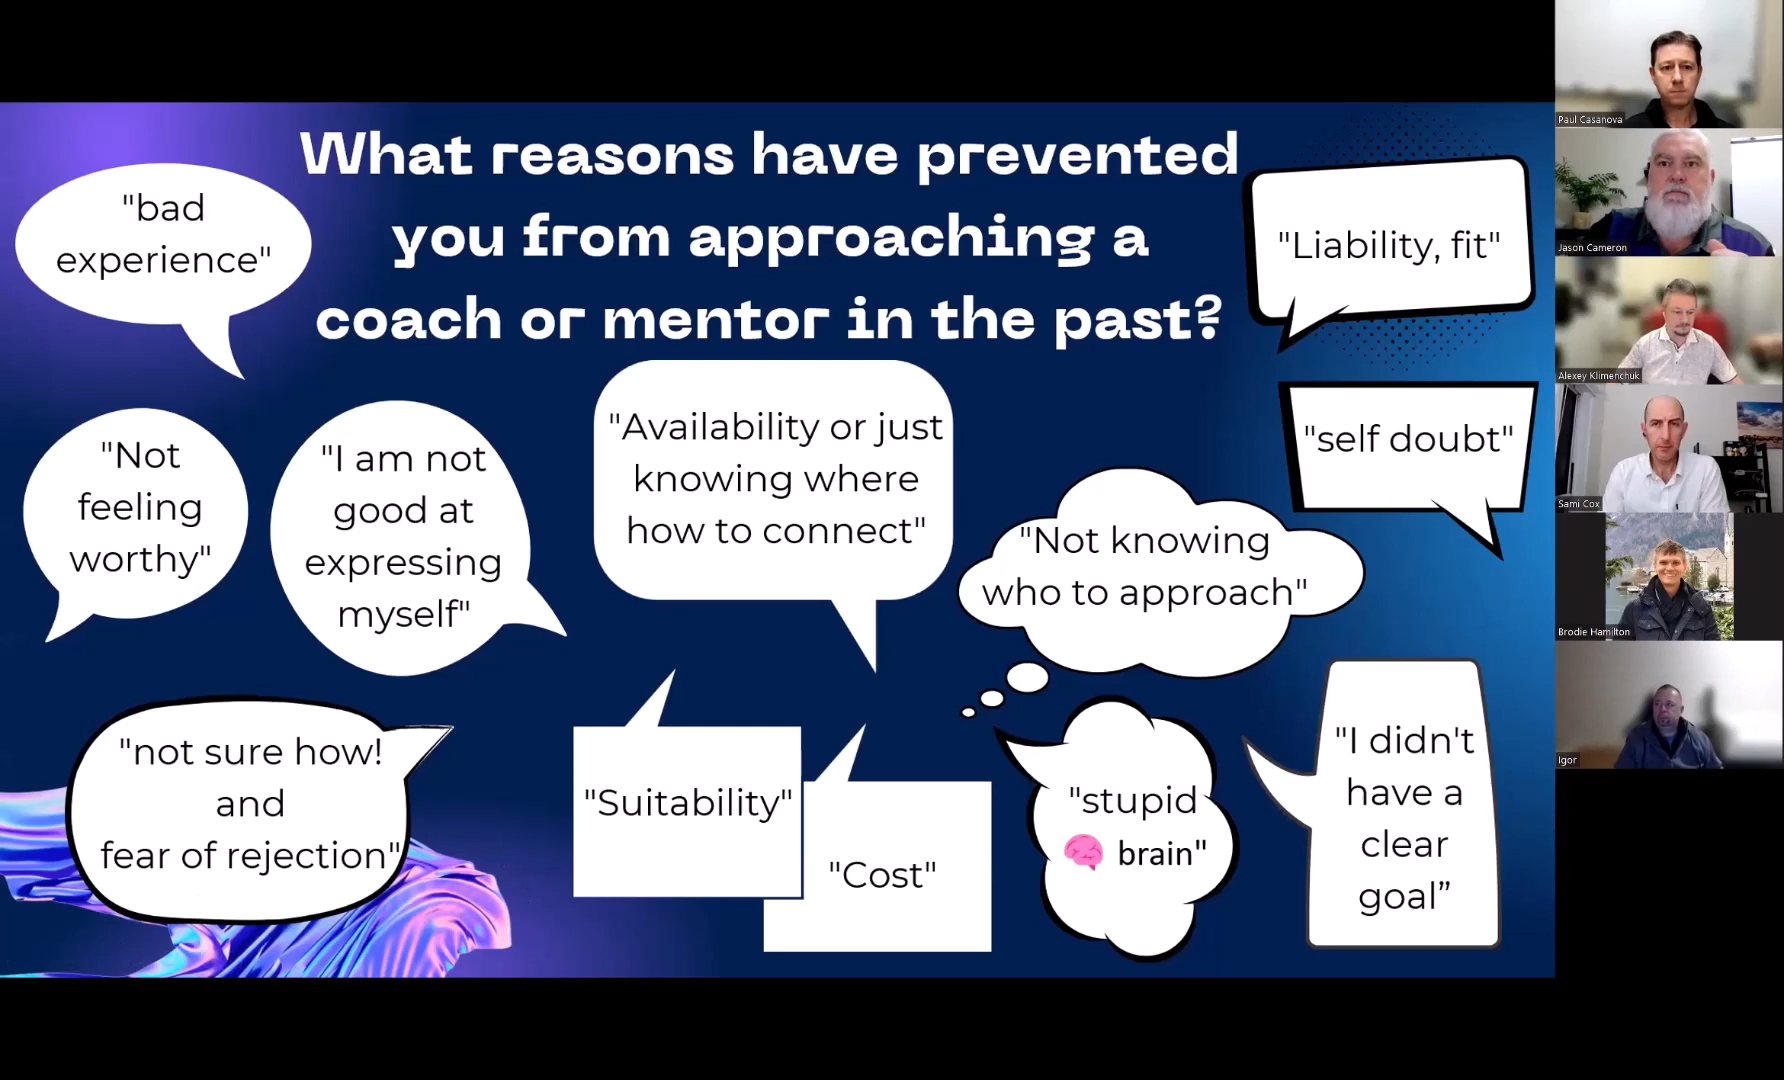 What reasons have prevented
you from approaching a
coach or mentor in the past?
"bad
experience"
"Liability, fit"
"self doubt"
"Not
feeling
worthy"
"I am not
good at
expressing
myself"
"Availability or just
knowing where
how to connect"
"Not knowing
who to approach"
"not sure how!
and
fear of rejection"
"Suitability"
"Cost"
"stupid
🧠 brain"
"I didn't
have a
clear
goal”
Paul Casanova
Jason Cameron
Alexey Klimenchuk
Sami Cox
Brodie Hamilton
Igor